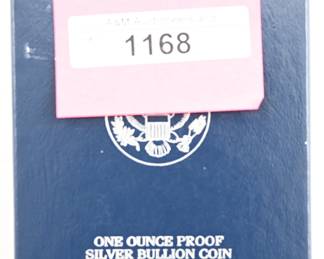 1168
ONE OUNCE PROOF
SILVER BULLION COIN